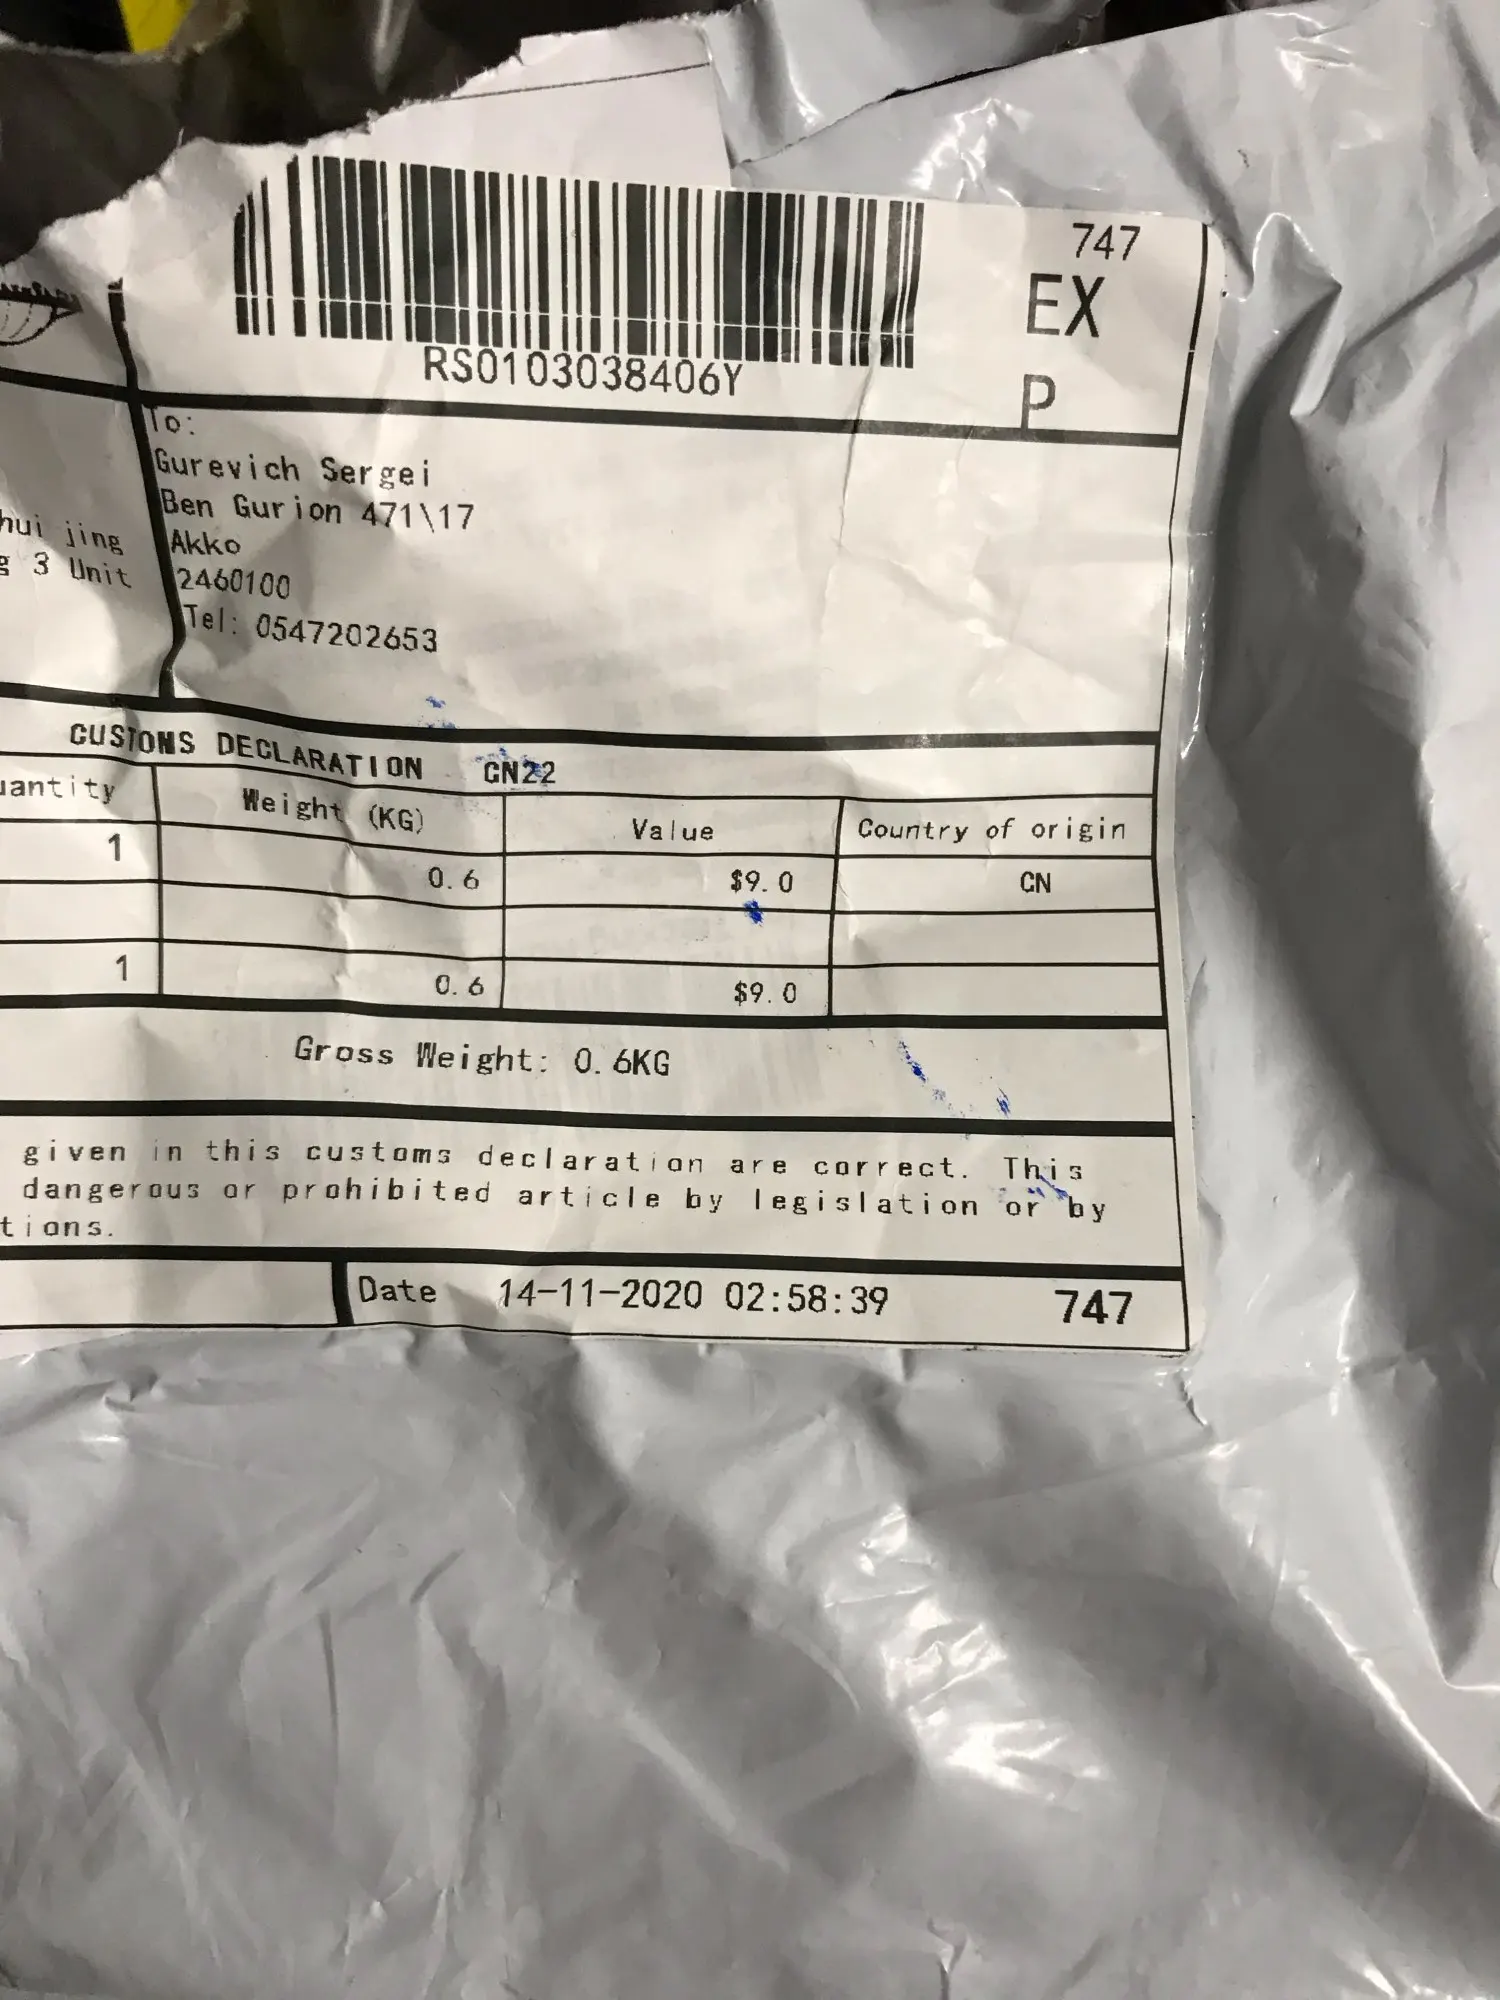 747
EX
P
RS0103038406Y
To:
Gurevich Sergei
Ben Gurion 471\17
Akko
2460100
Tel: 0547202653
jing
3 Unit
CUSTOMS DECLARATION CN22
Weight (KG) Value Country of origin
1 0.6 $9.0 CN
1 0.6 $9.0
Gross Weight: 0.6KG
given in this customs declaration are correct. This
dangerous or prohibited article by legislation or by
Date 14-11-2020 02:58:39 747